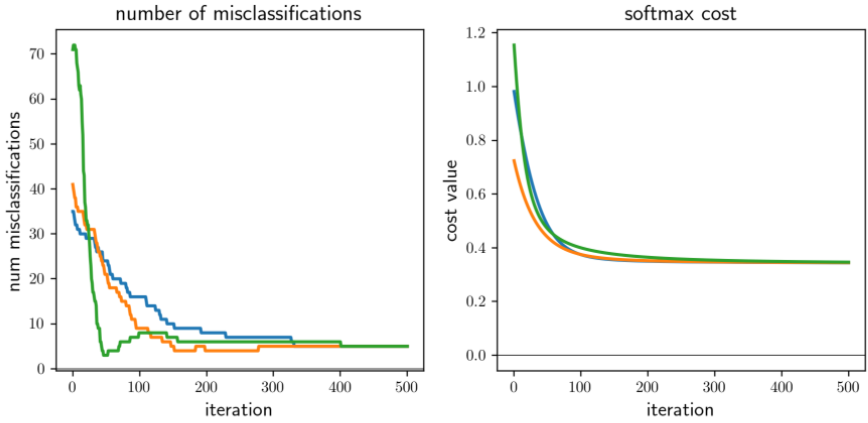 number of misclassifications
num misclassifications
70
60
50
40
30
20
10
0
0 100 200 300 400 500
iteration
softmax cost
cost value
1.2
1.0
0.8
0.6
0.4
0.2
0.0
0 100 200 300 400 500
iteration